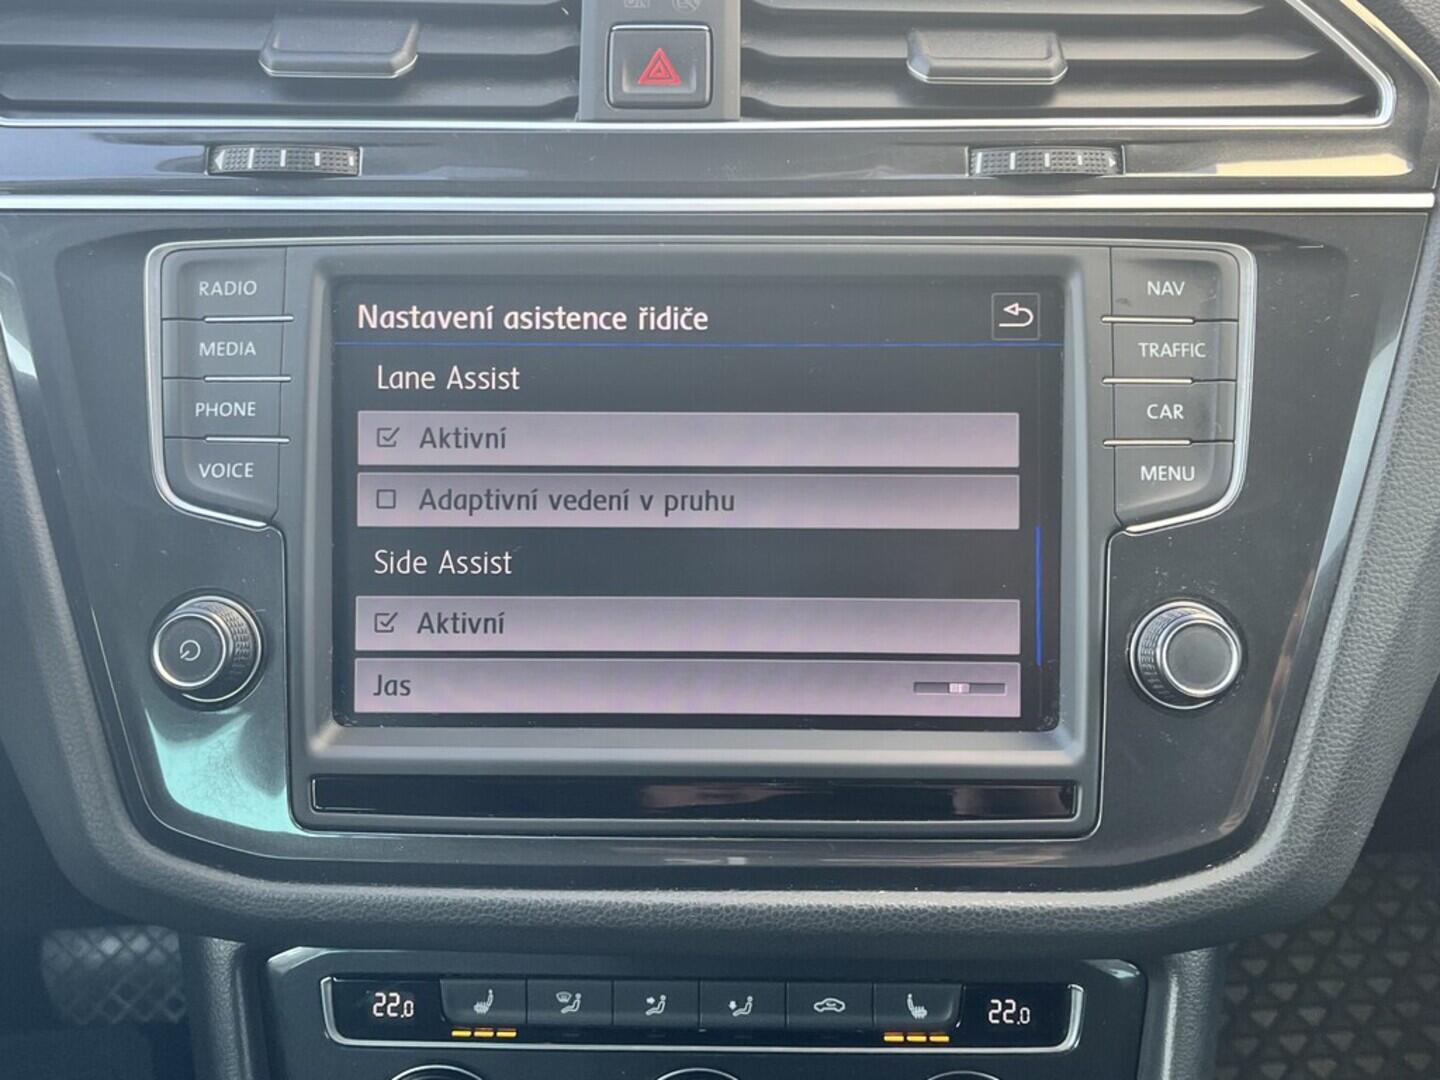 RADIO
MEDIA
PHONE
VOICE
Nastavení asistence řidiče
Lane Assist
Aktivní
Adaptivní vedení v pruhu
Side Assist
Aktivní
Jas
NAV
TRAFFIC
CAR
MENU
22.0
22.0